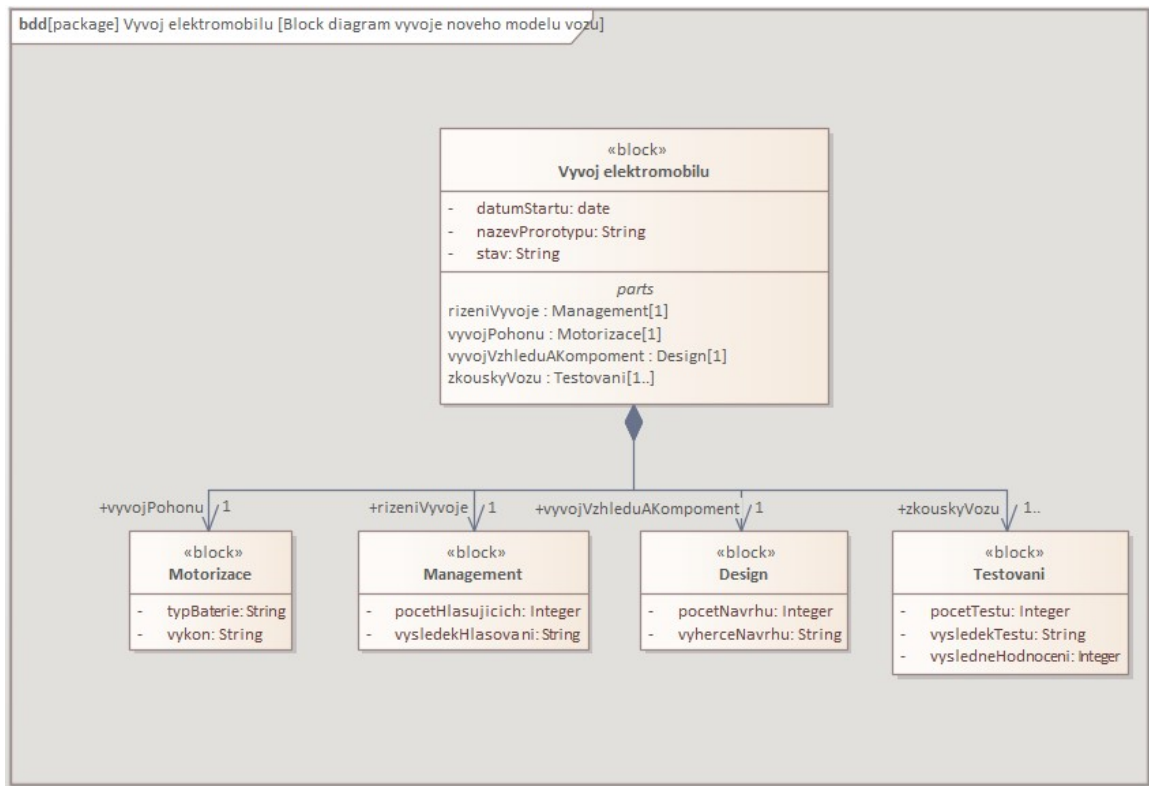 bdd[package] Vyvoj elektromobilu [Block diagram vyvoje noveho modelu vozu]
«block»
Vyvoj elektromobilu
- datumStartu: date
- nazevProrotypu: String
- stav: String
parts
rizeniVyvoje : Management[1]
vyvojPohonu : Motorizace[1]
vyvojVzhleduAKompoment : Design[1]
zkouskyVozu : Testovani[1..]
+vyvojPohonu 1
+rizeniVyvoje 1
+vyvojVzhleduAKompoment 1
+zkouskyVozu 1..
«block»
Motorizace
- typBaterie: String
- vykon: String
«block»
Management
- pocetHlasujicich: Integer
- vysledekHlasovani: String
«block»
Design
- pocetNavrhu: Integer
- vyherceNavrhu: String
«block»
Testovani
- pocetTestu: Integer
- vysledekTestu: String
- vysledneHodnoceni: Integer